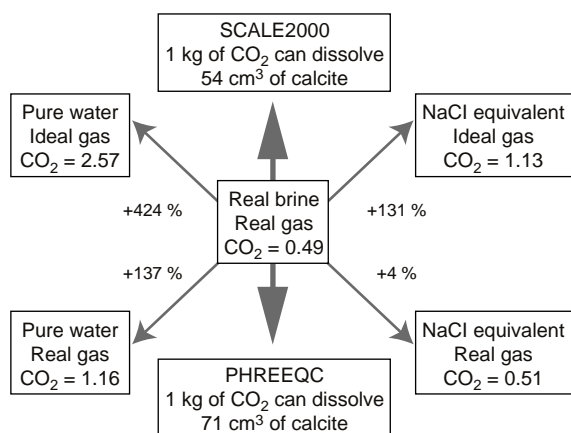 SCALE2000
1 kg of CO₂ can dissolve
54 cm³ of calcite
Pure water
Ideal gas
CO₂ = 2.57
NaCl equivalent
Ideal gas
CO₂ = 1.13
+424 %
+131 %
Real brine
Real gas
CO₂ = 0.49
+137 %
+4 %
Pure water
Real gas
CO₂ = 1.16
NaCl equivalent
Real gas
CO₂ = 0.51
PHREEQC
1 kg of CO₂ can dissolve
71 cm³ of calcite